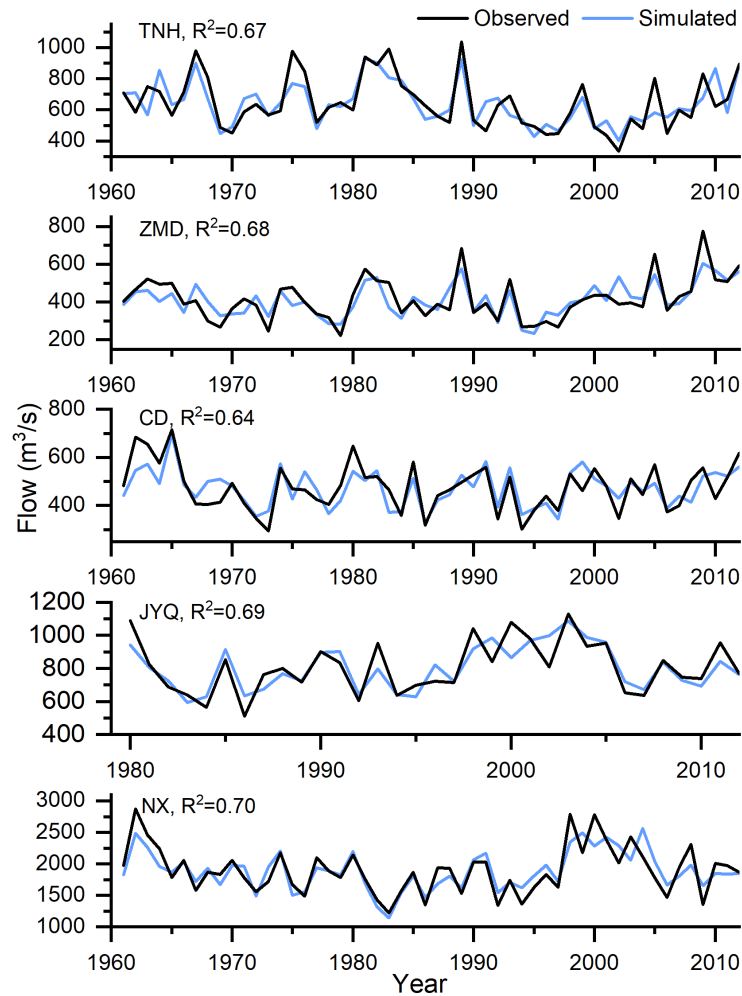 Observed Simulated
TNH, R²=0.67
1000
800
600
400
1960 1970 1980 1990 2000 2010
ZMD, R²=0.68
800
600
400
200
1960 1970 1980 1990 2000 2010
CD, R²=0.64
800
600
400
1960 1970 1980 1990 2000 2010
Flow (m³/s)
JYQ, R²=0.69
1200
1000
800
600
400
1980 1990 2000 2010
NX, R²=0.70
3000
2500
2000
1500
1000
1960 1970 1980 1990 2000 2010
Year